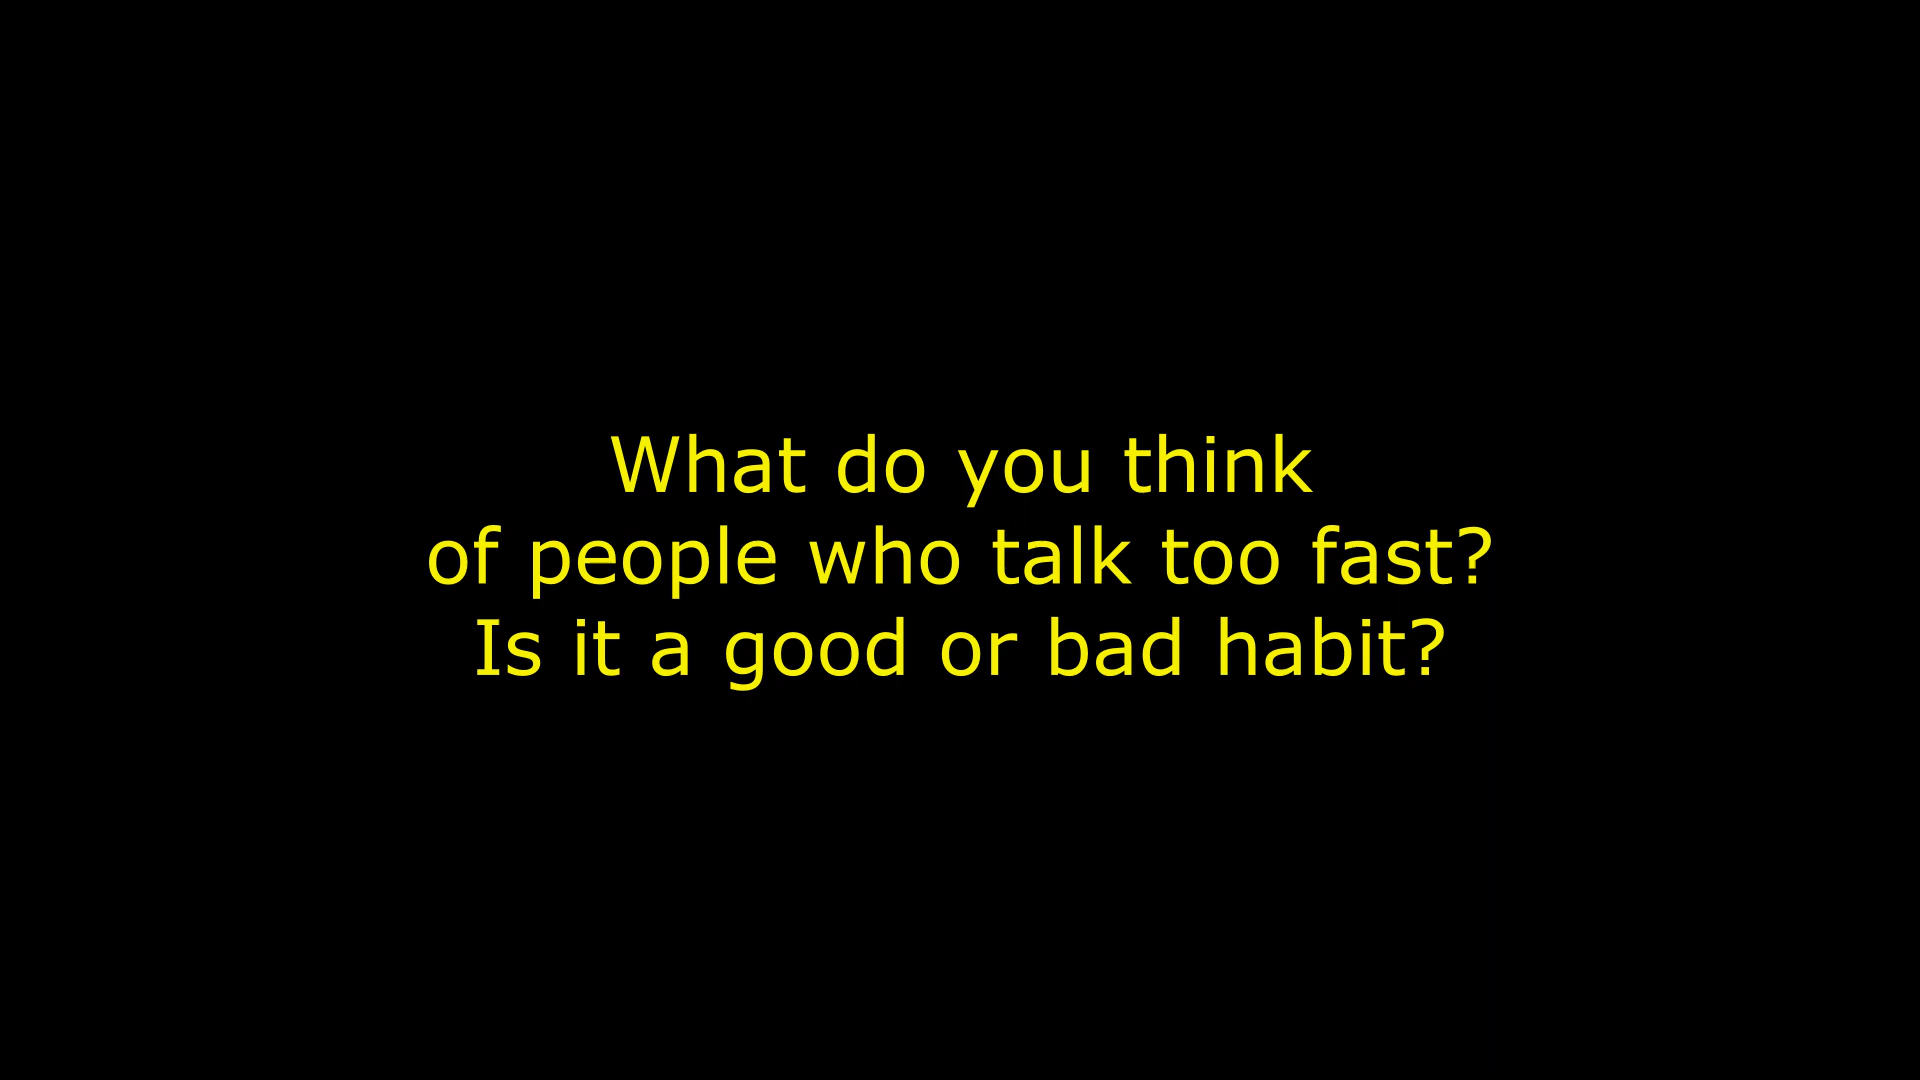 What do you think
of people who talk too fast?
Is it a good or bad habit?